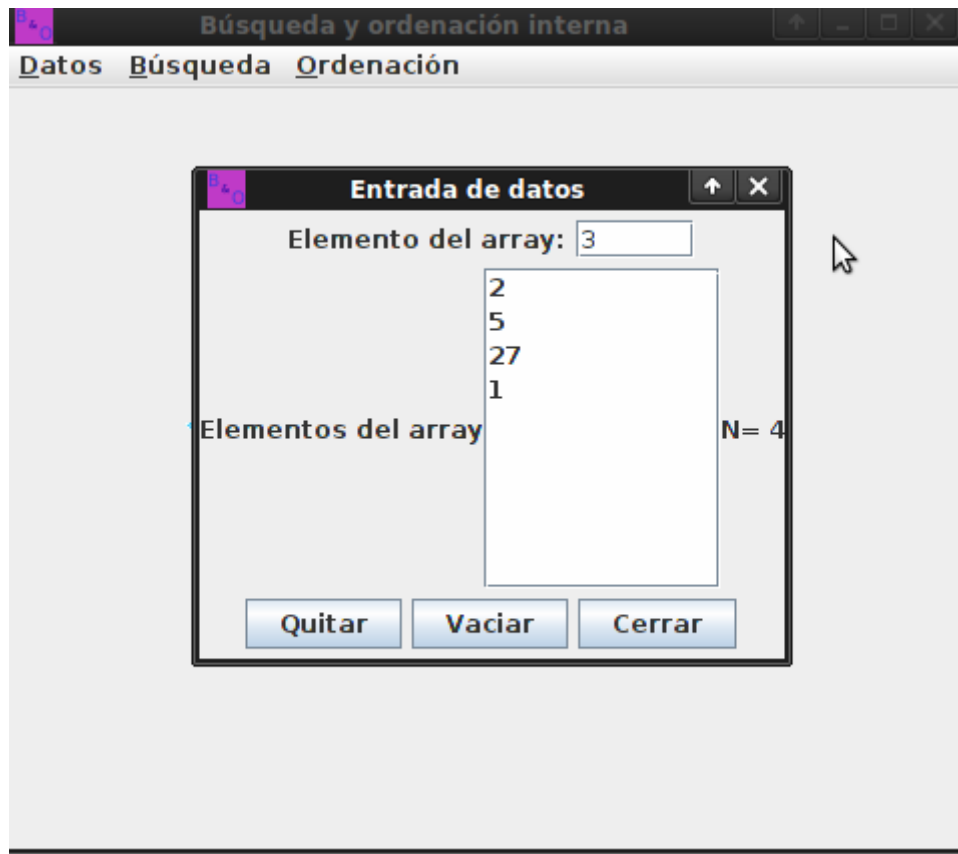 B&O Búsqueda y ordenación interna
Datos Búsqueda Ordenación
B&O Entrada de datos
Elemento del array: 3
2
5
27
1
Elementos del array
N= 4
Quitar Vaciar Cerrar